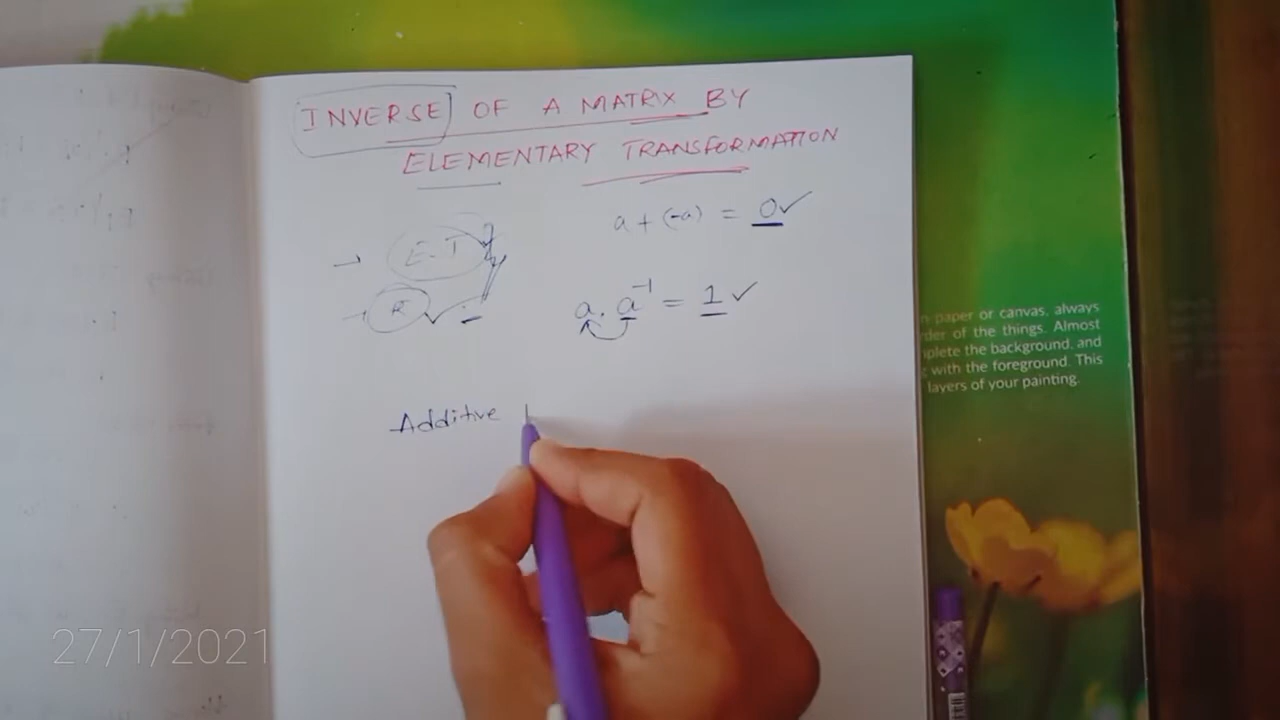 INVERSE OF A MATRIX BY
ELEMENTARY TRANSFORMATION
a + (-a) = 0 ✓
→ E-T
a . a⁻¹ = 1 ✓
→ R ✓
Additive
paper or canvas, always
der of the things. Almost
plete the background, and
with the foreground. This
layers of your painting.
27/1/2021